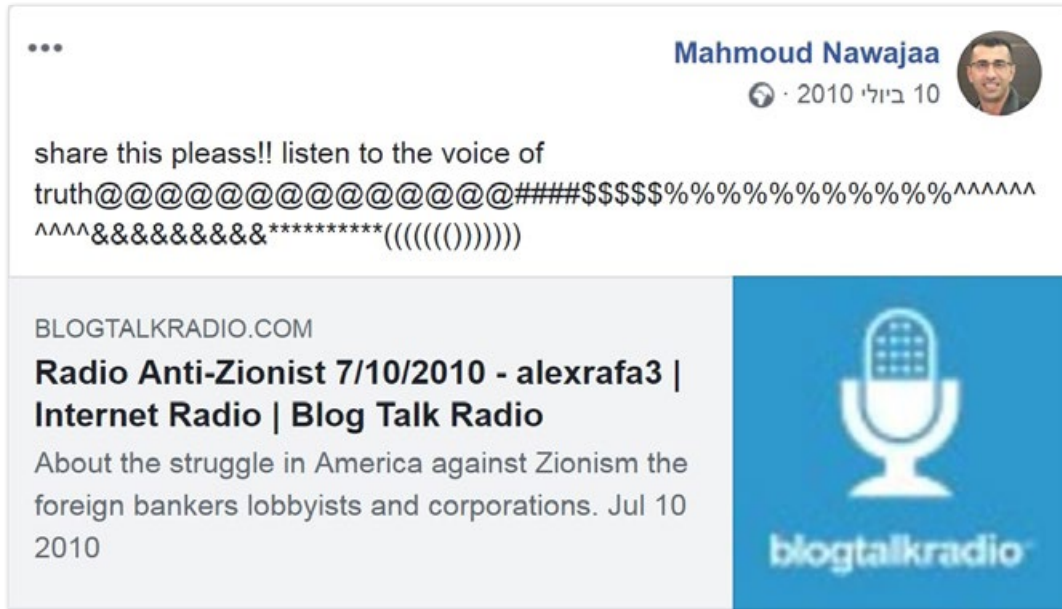 Mahmoud Nawajaa
10 ביולי 2010 ·
share this pleass!! listen to the voice of
truth@@@@@@@@@@@@@@####$$$$$%%%%%%%%%%%^^^^^^
^^^^&&&&&&&&&**********((((((()))))))
BLOGTALKRADIO.COM
Radio Anti-Zionist 7/10/2010 - alexrafa3 |
Internet Radio | Blog Talk Radio
About the struggle in America against Zionism the
foreign bankers lobbyists and corporations. Jul 10
2010
blogtalkradio